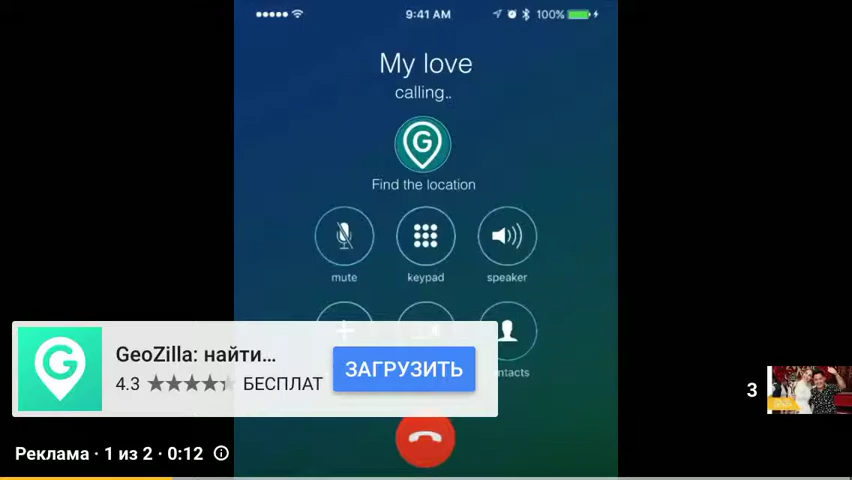 9:41 AM
100%
My love
calling..
G
Find the location
mute
keypad
speaker
ntacts
G
GeoZilla: найти...
4.3
БЕСПЛАТ
ЗАГРУЗИТЬ
3
Реклама · 1 из 2 · 0:12